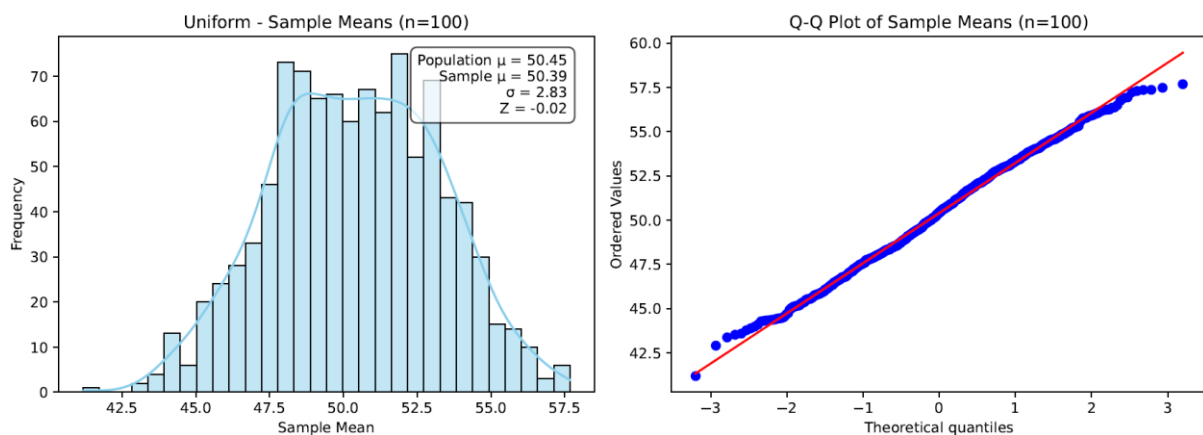 Uniform - Sample Means (n=100)
Population μ = 50.45
Sample μ = 50.39
σ = 2.83
Z = -0.02
Frequency
70
60
50
40
30
20
10
0
42.5 45.0 47.5 50.0 52.5 55.0 57.5
Sample Mean
Q-Q Plot of Sample Means (n=100)
Ordered Values
60.0
57.5
55.0
52.5
50.0
47.5
45.0
42.5
−3 −2 −1 0 1 2 3
Theoretical quantiles